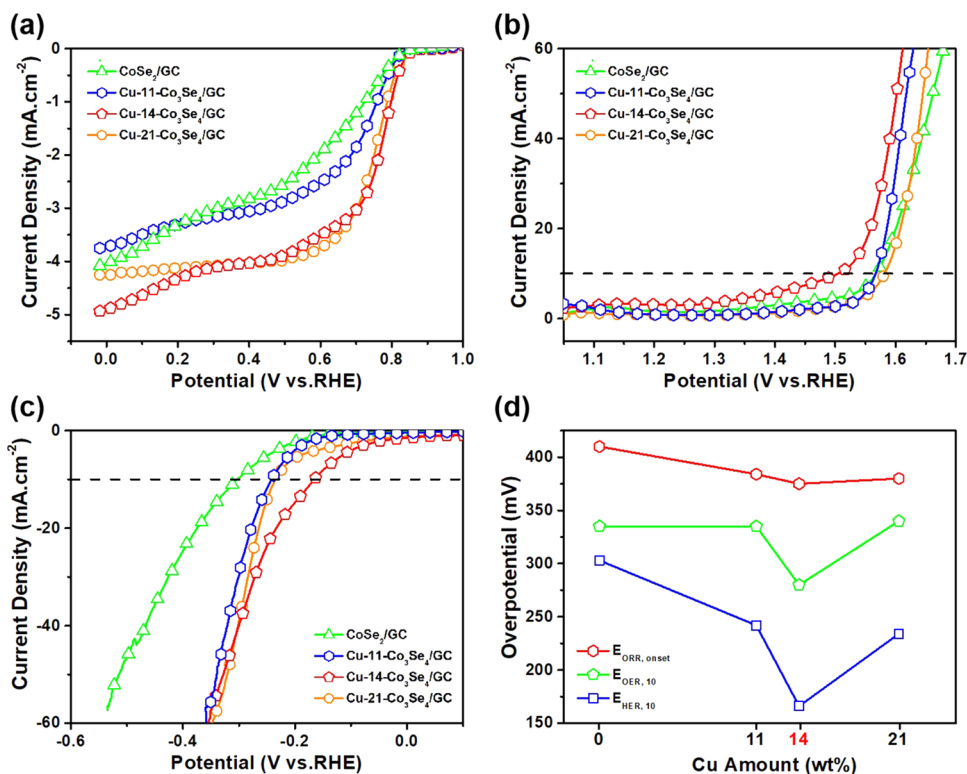 (a)
0
-1
-2
-3
-4
-5
Current Density (mA.cm⁻²)
CoSe₂/GC
Cu-11-Co₃Se₄/GC
Cu-14-Co₃Se₄/GC
Cu-21-Co₃Se₄/GC
0.0 0.2 0.4 0.6 0.8 1.0
Potential (V vs.RHE)
(b)
60
40
20
10
0
Current Density (mA.cm⁻²)
CoSe₂/GC
Cu-11-Co₃Se₄/GC
Cu-14-Co₃Se₄/GC
Cu-21-Co₃Se₄/GC
1.1 1.2 1.3 1.4 1.5 1.6 1.7
Potential (V vs.RHE)
(c)
0
-10
-20
-40
-60
Current Density (mA.cm⁻²)
CoSe₂/GC
Cu-11-Co₃Se₄/GC
Cu-14-Co₃Se₄/GC
Cu-21-Co₃Se₄/GC
-0.6 -0.4 -0.2 0.0
Potential (V vs.RHE)
(d)
400
350
300
250
200
150
Overpotential (mV)
E ORR, onset
E OER, 10
E HER, 10
0 11 14 21
Cu Amount (wt%)